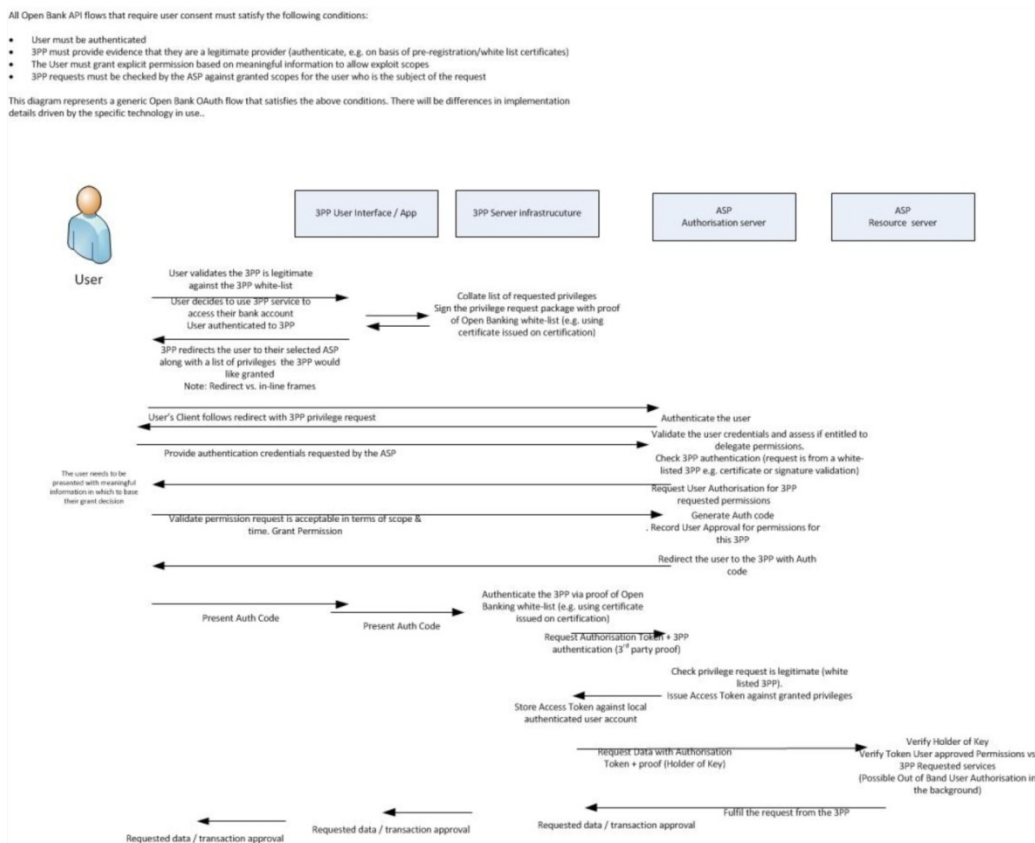 All Open Bank API flows that require user consent must satisfy the following conditions:
• User must be authenticated
• 3PP must provide evidence that they are a legitimate provider (authenticate, e.g. on basis of pre-registration/white list certificates)
• The User must grant explicit permission based on meaningful information to allow exploit scopes
• 3PP requests must be checked by the ASP against granted scopes for the user who is the subject of the request
This diagram represents a generic Open Bank OAuth flow that satisfies the above conditions. There will be differences in implementation
details driven by the specific technology in use..
User
3PP User Interface / App
3PP Server infrastrucuture
ASP
Authorisation server
ASP
Resource server
User validates the 3PP is legitimate
against the 3PP white-list
User decides to use 3PP service to
access their bank account
User authenticated to 3PP
Collate list of requested privileges
Sign the privilege request package with proof
of Open Banking white-list (e.g. using
certificate issued on certification)
3PP redirects the user to their selected ASP
along with a list of privileges the 3PP would
like granted
Note: Redirect vs. in-line frames
User's Client follows redirect with 3PP privilege request
Authenticate the user
Provide authentication credentials requested by the ASP
Validate the user credentials and assess if entitled to
delegate permissions.
Check 3PP authentication (request is from a white-
listed 3PP e.g. certificate or signature validation)
The user needs to be
presented with meaningful
information in which to base
their grant decision
Request User Authorisation for 3PP
requested permissions
Validate permission request is acceptable in terms of scope &
time. Grant Permission
Generate Auth code
. Record User Approval for permissions for
this 3PP
Redirect the user to the 3PP with Auth
code
Present Auth Code
Present Auth Code
Authenticate the 3PP via proof of Open
Banking white-list (e.g. using certificate
issued on certification)
Request Authorisation Token + 3PP
authentication (3rd party proof)
Check privilege request is legitimate (white
listed 3PP).
Issue Access Token against granted privileges
Store Access Token against local
authenticated user account
Request Data with Authorisation
Token + proof (Holder of Key)
Verify Holder of Key
Verify Token User approved Permissions vs
3PP Requested services
(Possible Out of Band User Authorisation in
the background)
Fulfil the request from the 3PP
Requested data / transaction approval
Requested data / transaction approval
Requested data / transaction approval